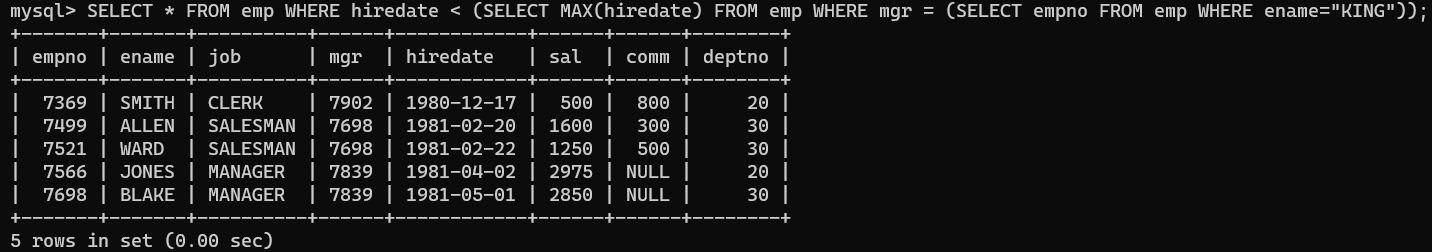 mysql> SELECT * FROM emp WHERE hiredate < (SELECT MAX(hiredate) FROM emp WHERE mgr = (SELECT empno FROM emp WHERE ename="KING"));
+-------+-------+----------+------+------------+------+------+--------+
| empno | ename | job      | mgr  | hiredate   | sal  | comm | deptno |
+-------+-------+----------+------+------------+------+------+--------+
|  7369 | SMITH | CLERK    | 7902 | 1980-12-17 |  500 |  800 |     20 |
|  7499 | ALLEN | SALESMAN | 7698 | 1981-02-20 | 1600 |  300 |     30 |
|  7521 | WARD  | SALESMAN | 7698 | 1981-02-22 | 1250 |  500 |     30 |
|  7566 | JONES | MANAGER  | 7839 | 1981-04-02 | 2975 | NULL |     20 |
|  7698 | BLAKE | MANAGER  | 7839 | 1981-05-01 | 2850 | NULL |     30 |
+-------+-------+----------+------+------------+------+------+--------+
5 rows in set (0.00 sec)